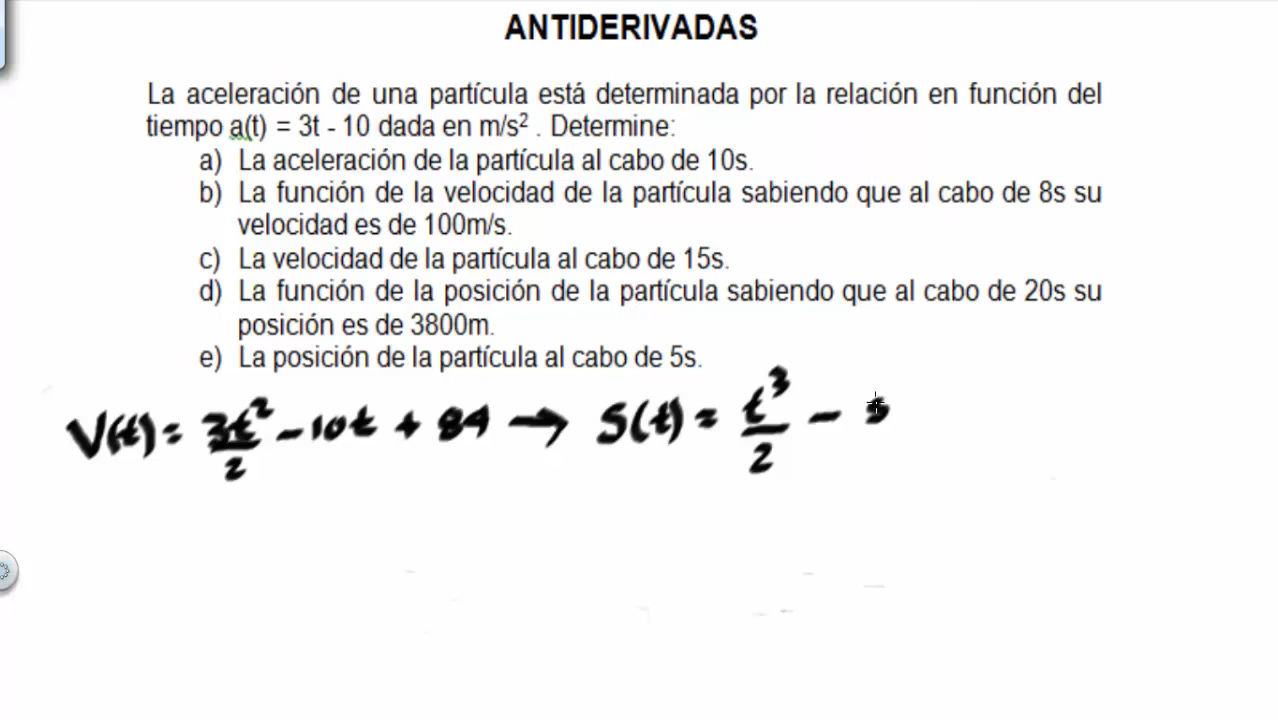 ANTIDERIVADAS
La aceleración de una partícula está determinada por la relación en función del
tiempo a(t) = 3t - 10 dada en m/s² . Determine:
a) La aceleración de la partícula al cabo de 10s.
b) La función de la velocidad de la partícula sabiendo que al cabo de 8s su
velocidad es de 100m/s.
c) La velocidad de la partícula al cabo de 15s.
d) La función de la posición de la partícula sabiendo que al cabo de 20s su
posición es de 3800m.
e) La posición de la partícula al cabo de 5s.
V(t) = 3t²/2 - 10t + 84 → S(t) = t³/2 -